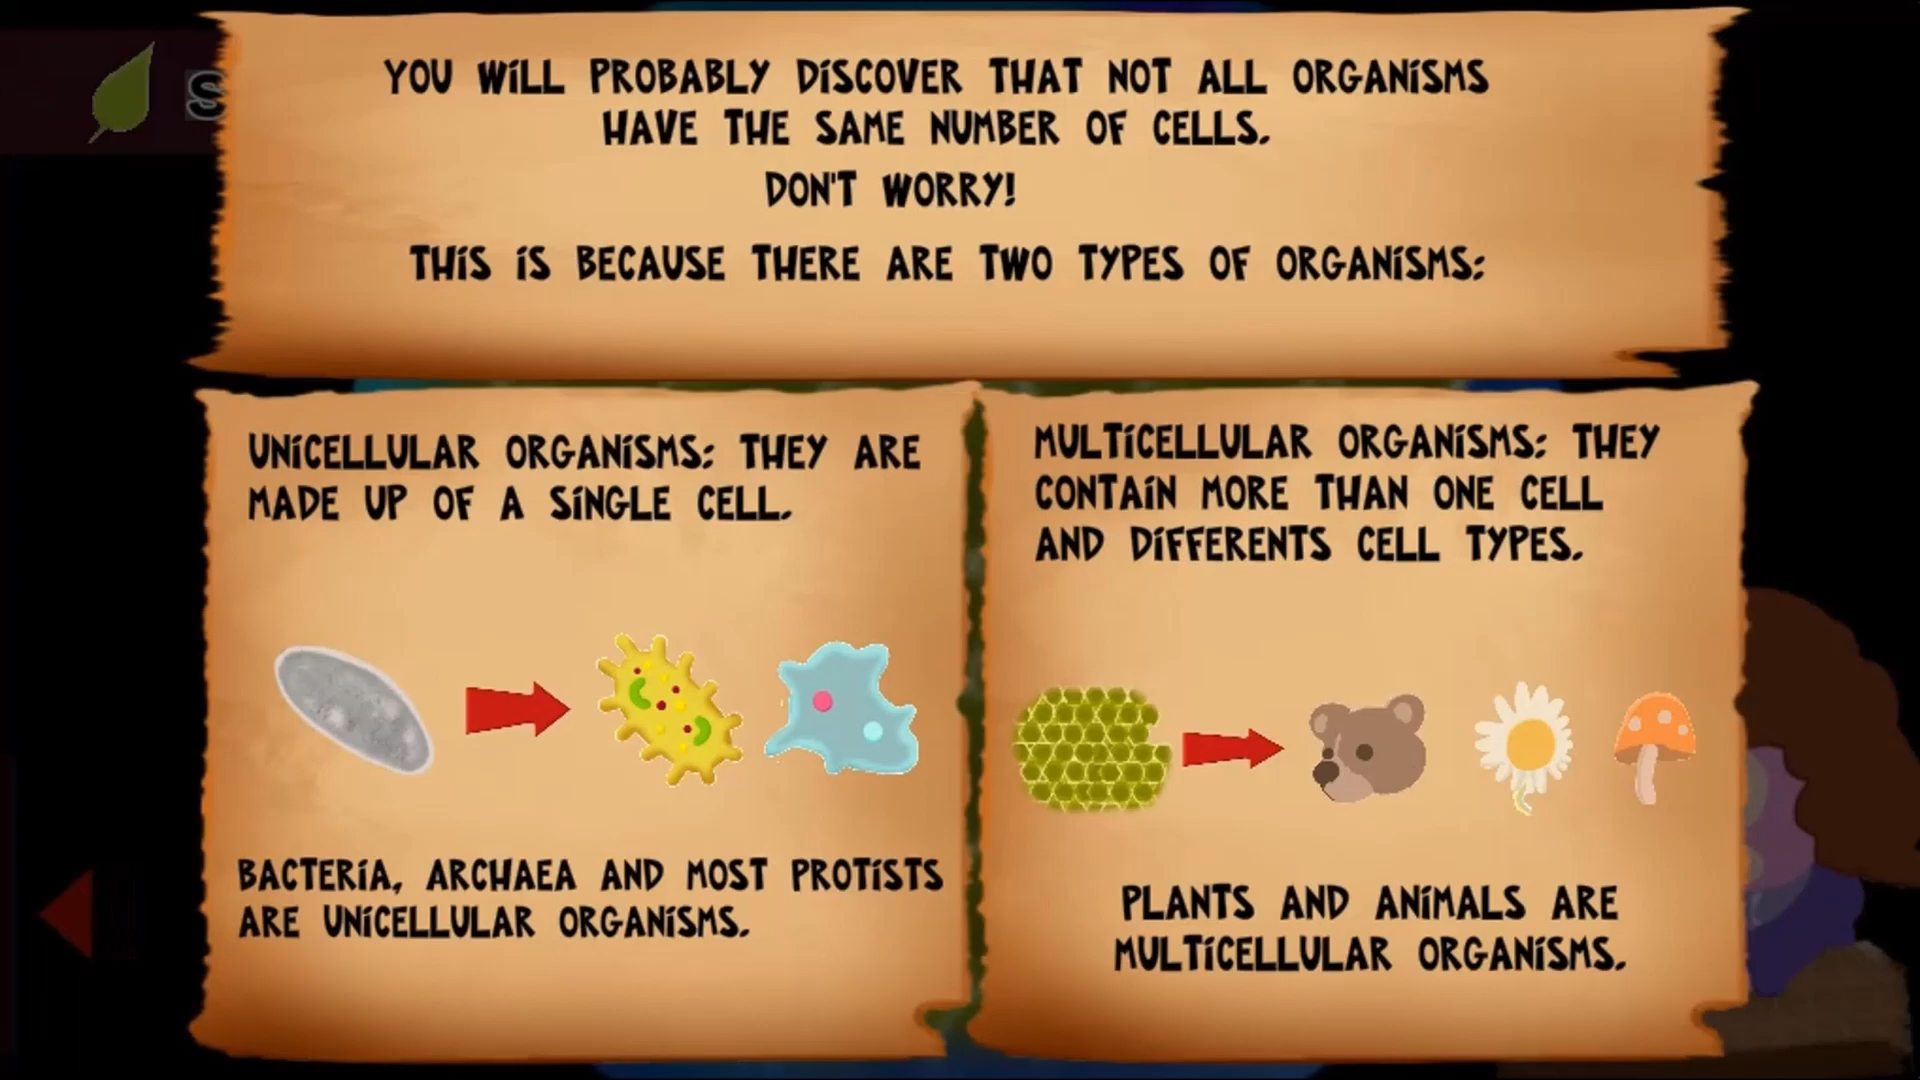 YOU WILL PROBABLY DISCOVER THAT NOT ALL ORGANISMS
HAVE THE SAME NUMBER OF CELLS.
DON'T WORRY!
THIS IS BECAUSE THERE ARE TWO TYPES OF ORGANISMS:
UNICELLULAR ORGANISMS: THEY ARE
MADE UP OF A SINGLE CELL.
BACTERIA, ARCHAEA AND MOST PROTISTS
ARE UNICELLULAR ORGANISMS.
MULTICELLULAR ORGANISMS: THEY
CONTAIN MORE THAN ONE CELL
AND DIFFERENTS CELL TYPES.
PLANTS AND ANIMALS ARE
MULTICELLULAR ORGANISMS.